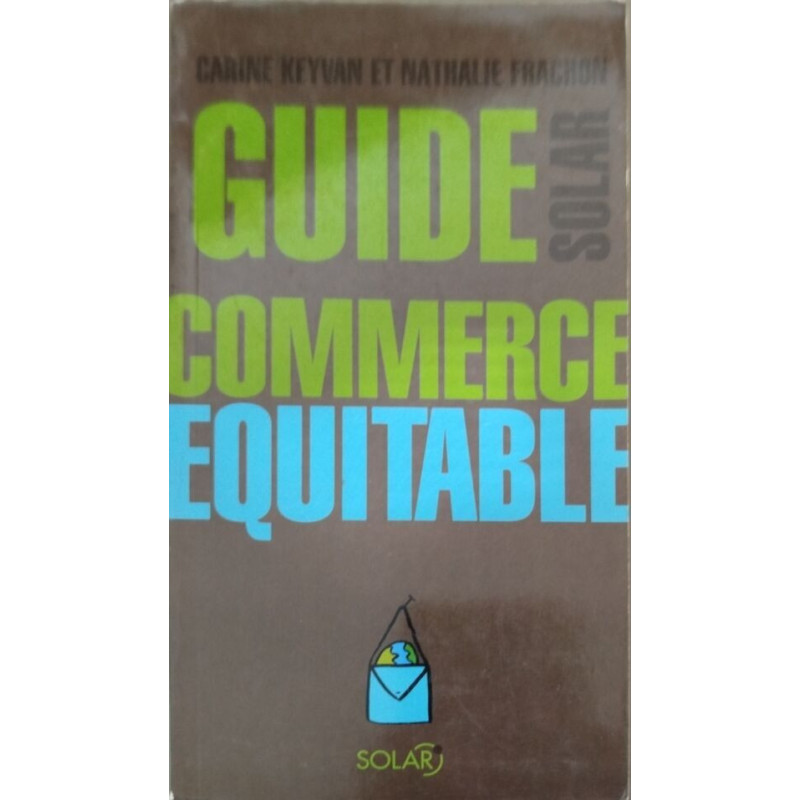 CARINE KEYVAN ET NATHALIE FRACHON
GUIDE
SOLAR
COMMERCE
EQUITABLE
SOLAR